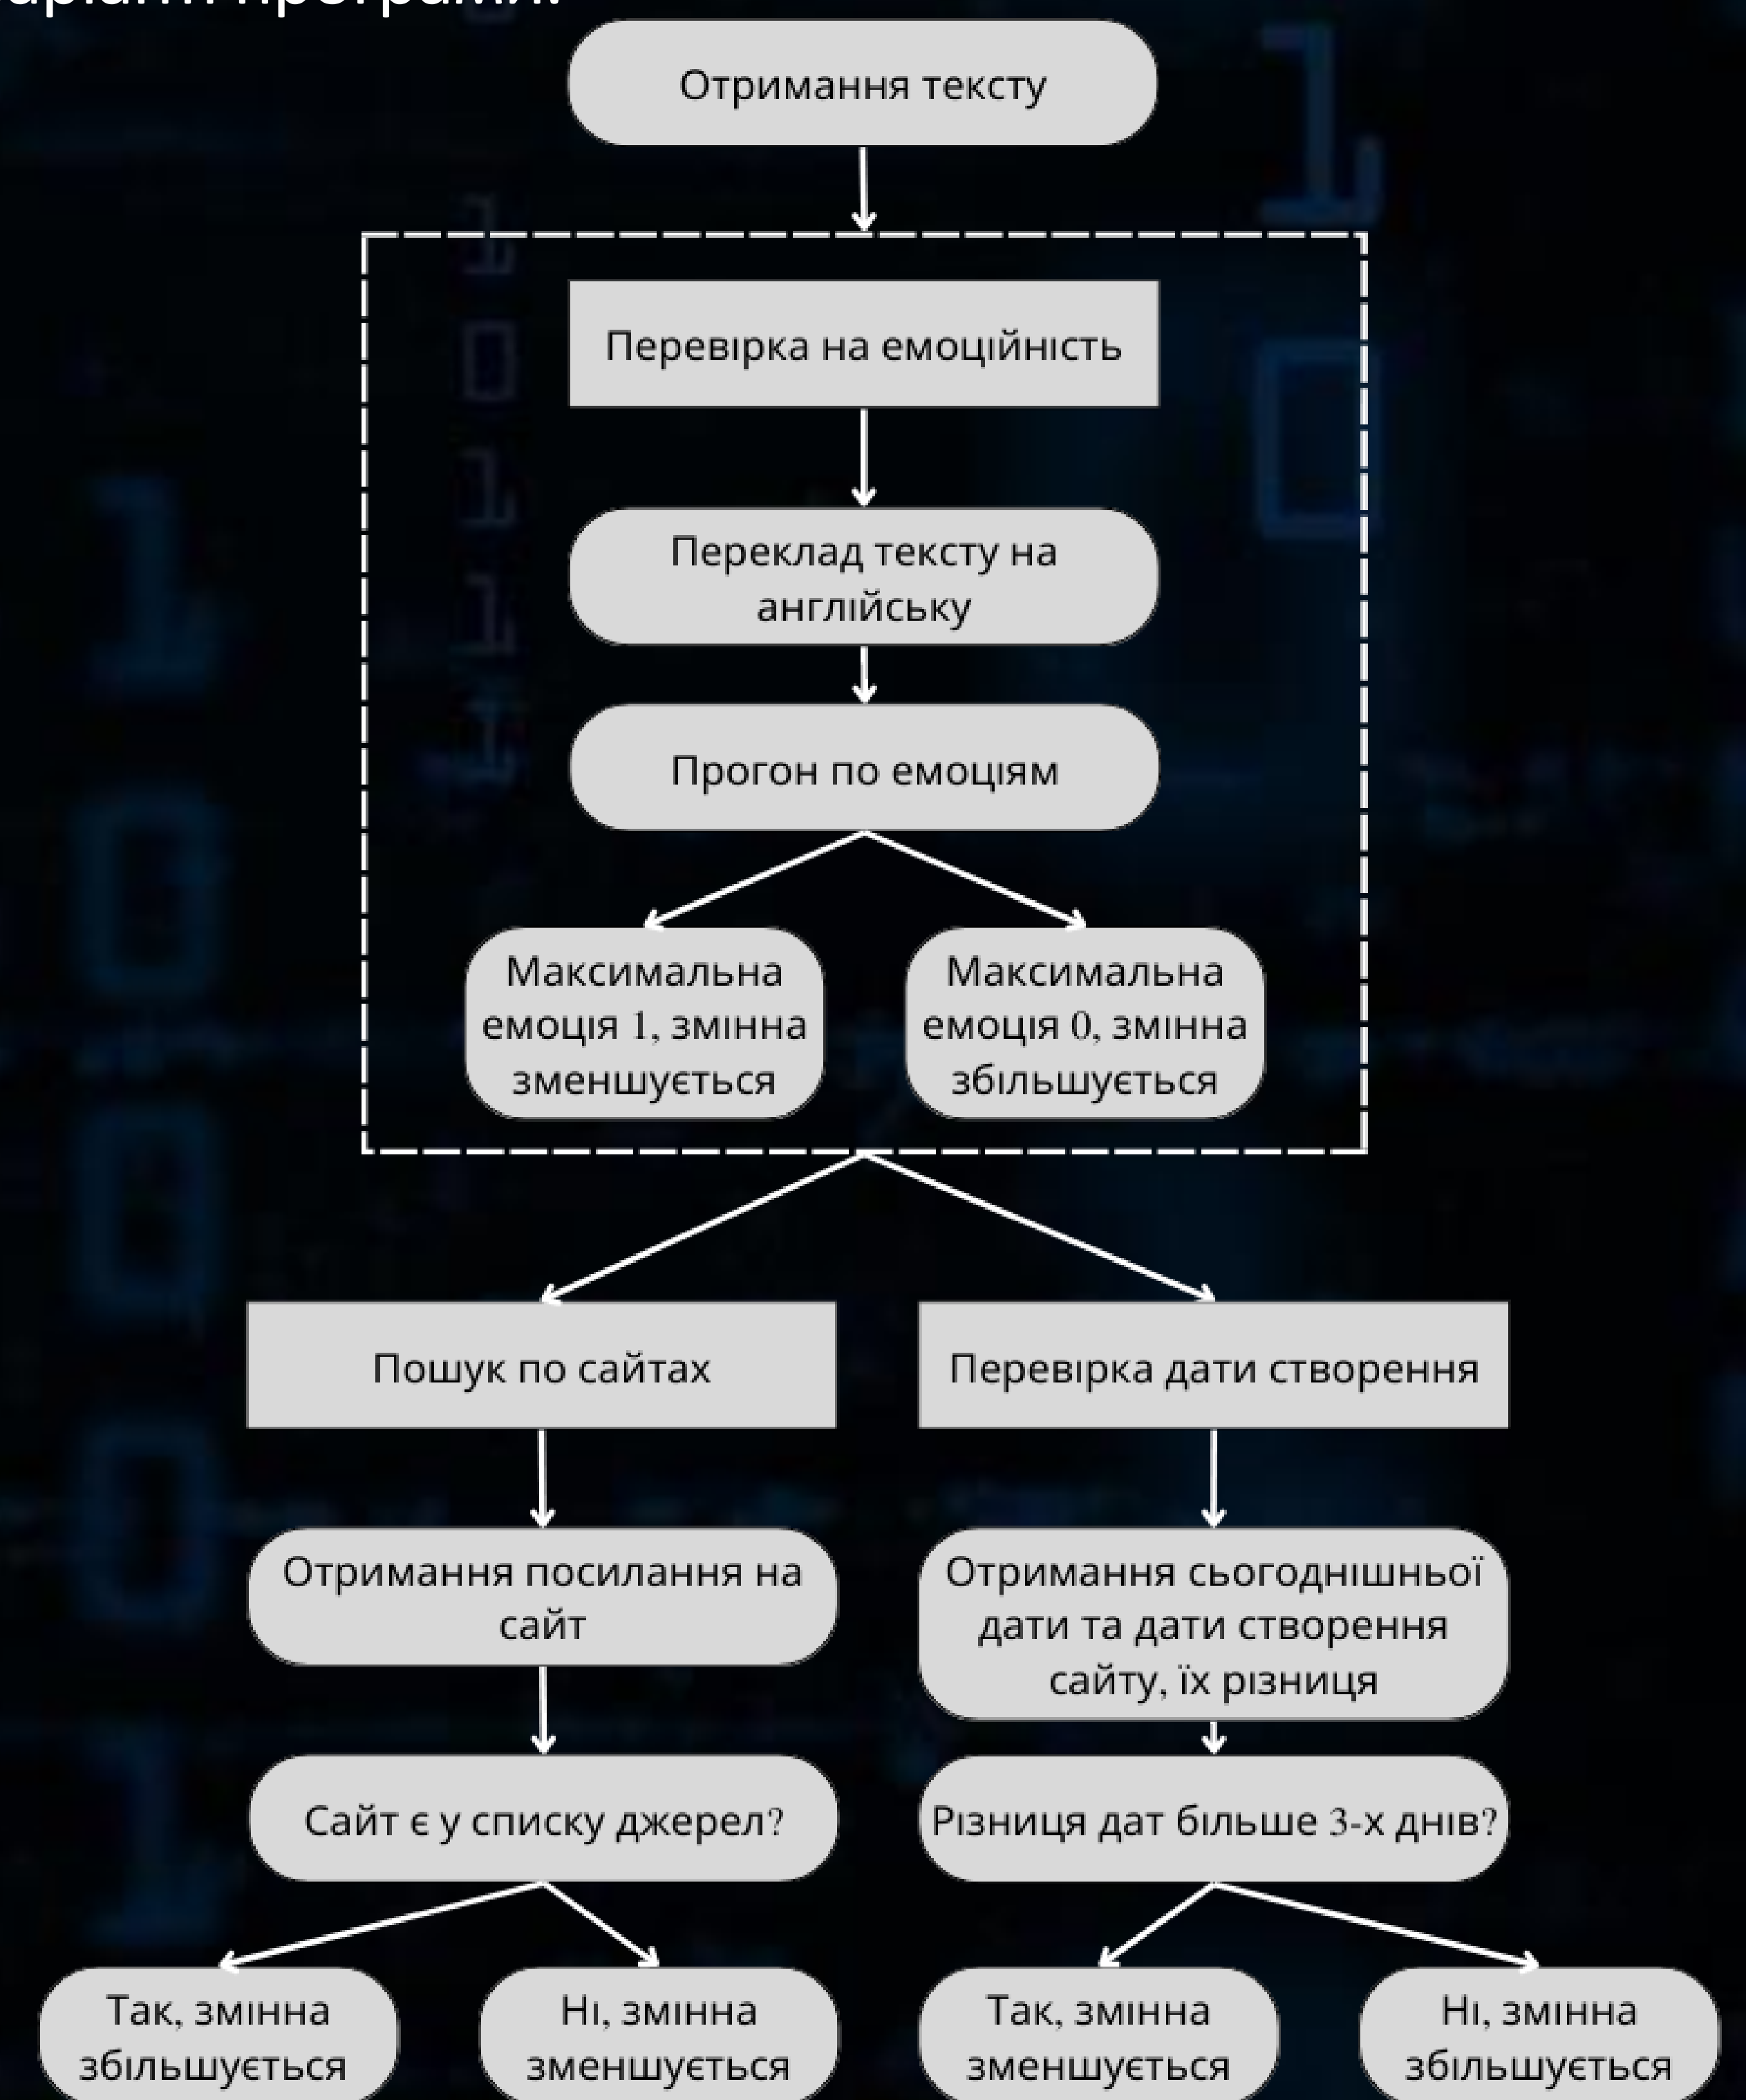 програми.
Отримання тексту
Перевірка на емоційність
Переклад тексту на
англійську
Прогон по емоціям
Максимальна
емоція 1, змінна
зменшується
Максимальна
емоція 0, змінна
збільшується
Пошук по сайтах
Перевірка дати створення
Отримання посилання на
сайт
Отримання сьогоднішньої
дати та дати створення
сайту, їх різниця
Сайт є у списку джерел?
Різниця дат більше 3-х днів?
Так, змінна
збільшується
Ні, змінна
зменшується
Так, змінна
зменшується
Ні, змінна
збільшується